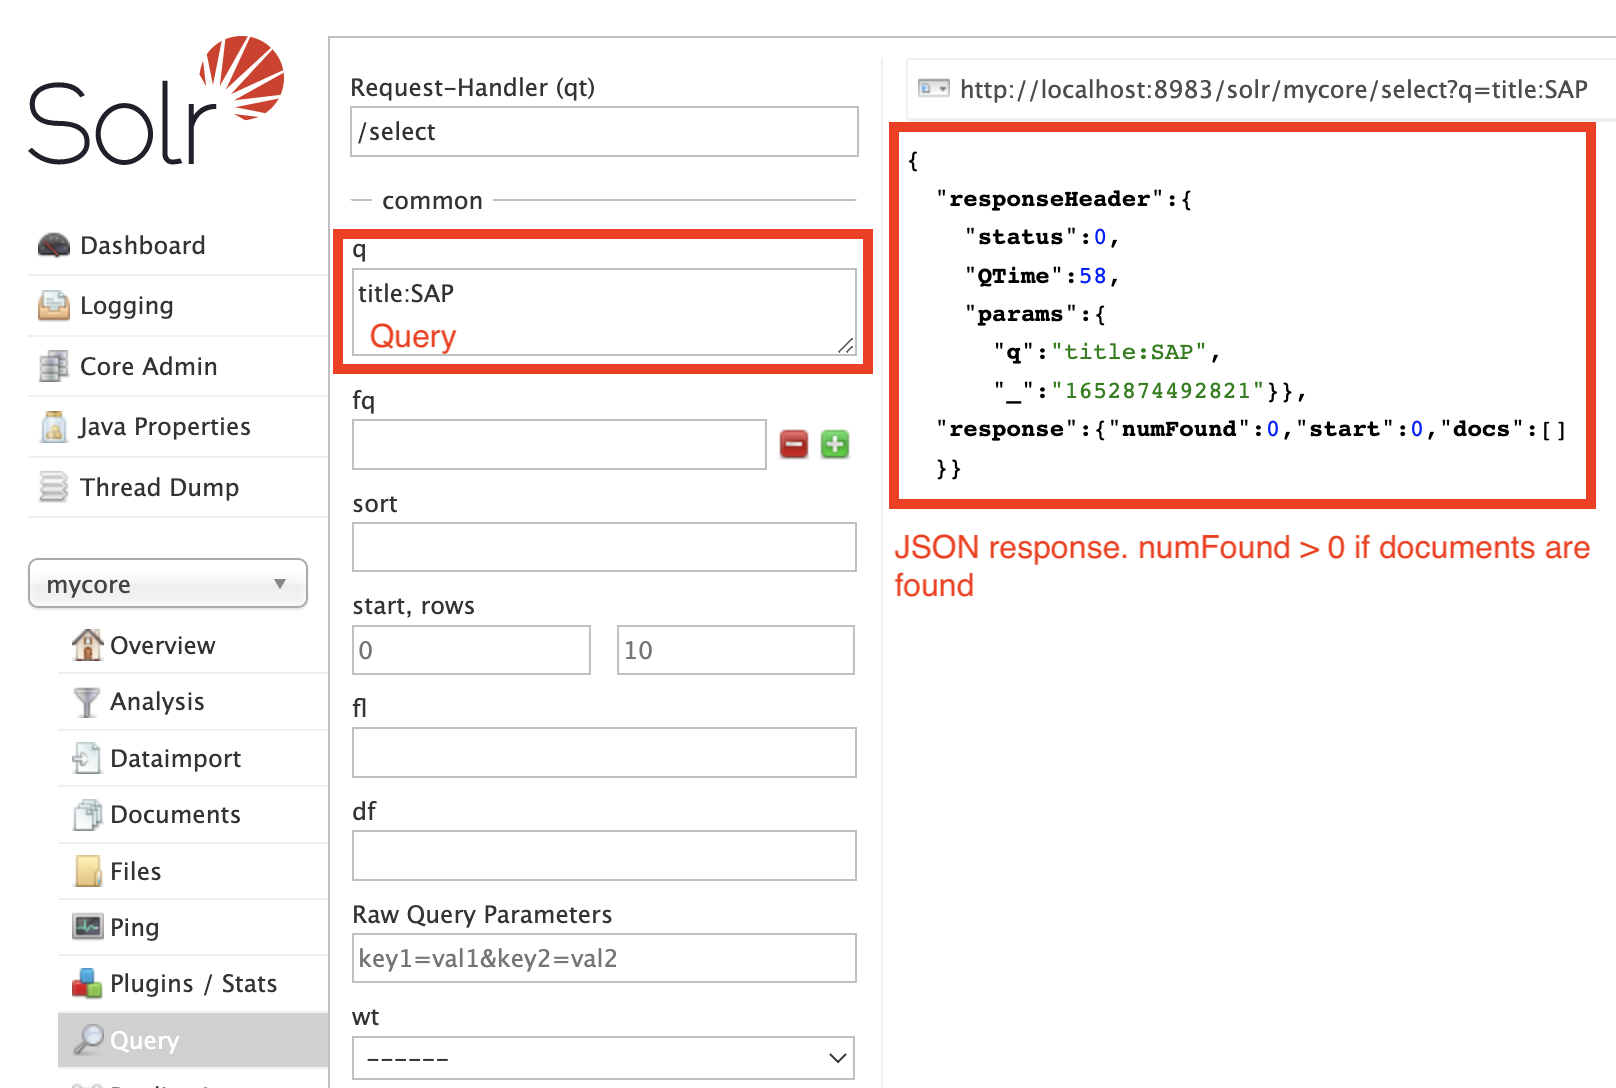 Solr
Dashboard
Logging
Core Admin
Java Properties
Thread Dump
mycore
Overview
Analysis
Dataimport
Documents
Files
Ping
Plugins / Stats
Query
Request-Handler (qt)
/select
common
q
title:SAP
Query
fq
sort
start, rows
0 10
fl
df
Raw Query Parameters
key1=val1&key2=val2
wt
------
http://localhost:8983/solr/mycore/select?q=title:SAP
{
"responseHeader":{
"status":0,
"QTime":58,
"params":{
"q":"title:SAP",
"_":"1652874492821"}},
"response":{"numFound":0,"start":0,"docs":[]
}}
JSON response. numFound > 0 if documents are
found